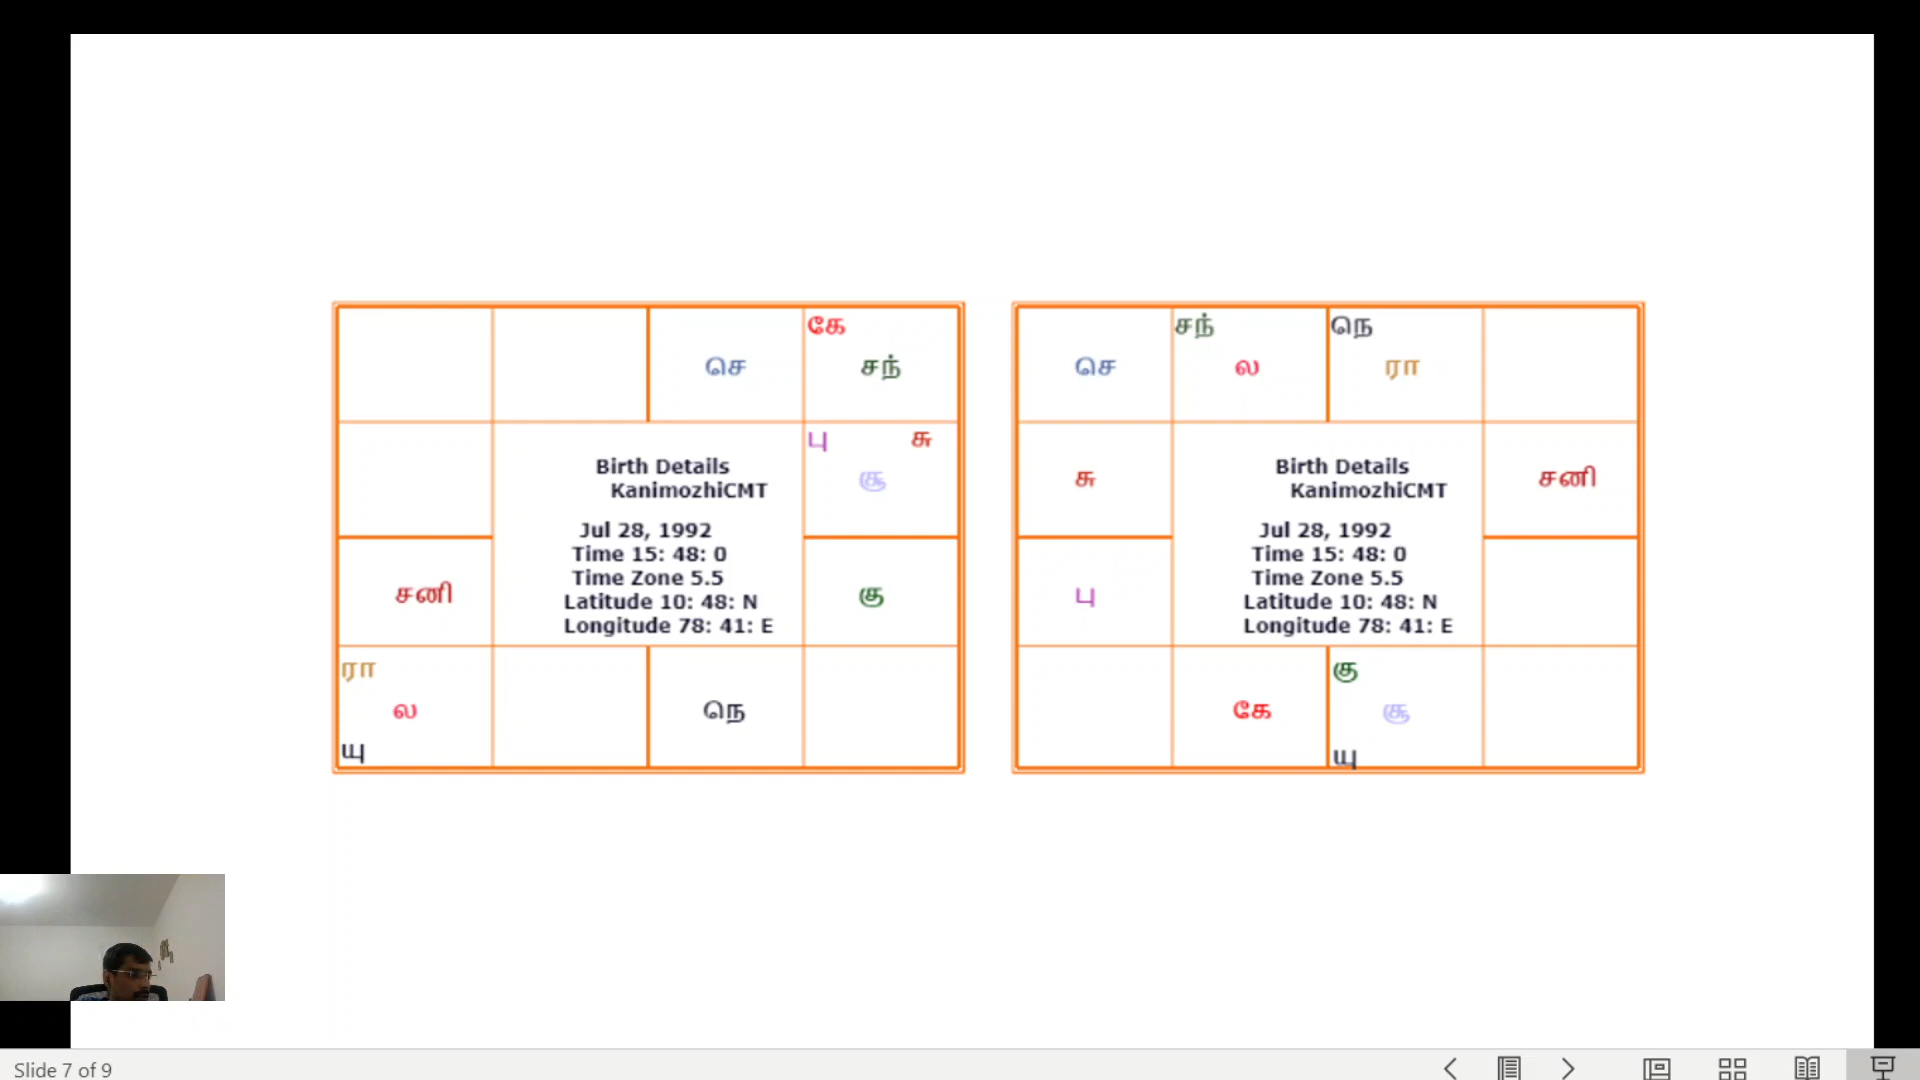 கே
செ
சந்
பு
சு
சூ
Birth Details
KanimozhiCMT
Jul 28, 1992
Time 15: 48: 0
Time Zone 5.5
Latitude 10: 48: N
Longitude 78: 41: E
சனி
கு
ரா
ல
யு
நெ
செ
சந்
ல
நெ
ரா
சு
சனி
Birth Details
KanimozhiCMT
Jul 28, 1992
Time 15: 48: 0
Time Zone 5.5
Latitude 10: 48: N
Longitude 78: 41: E
பு
கே
கு
சூ
யு
Slide 7 of 9